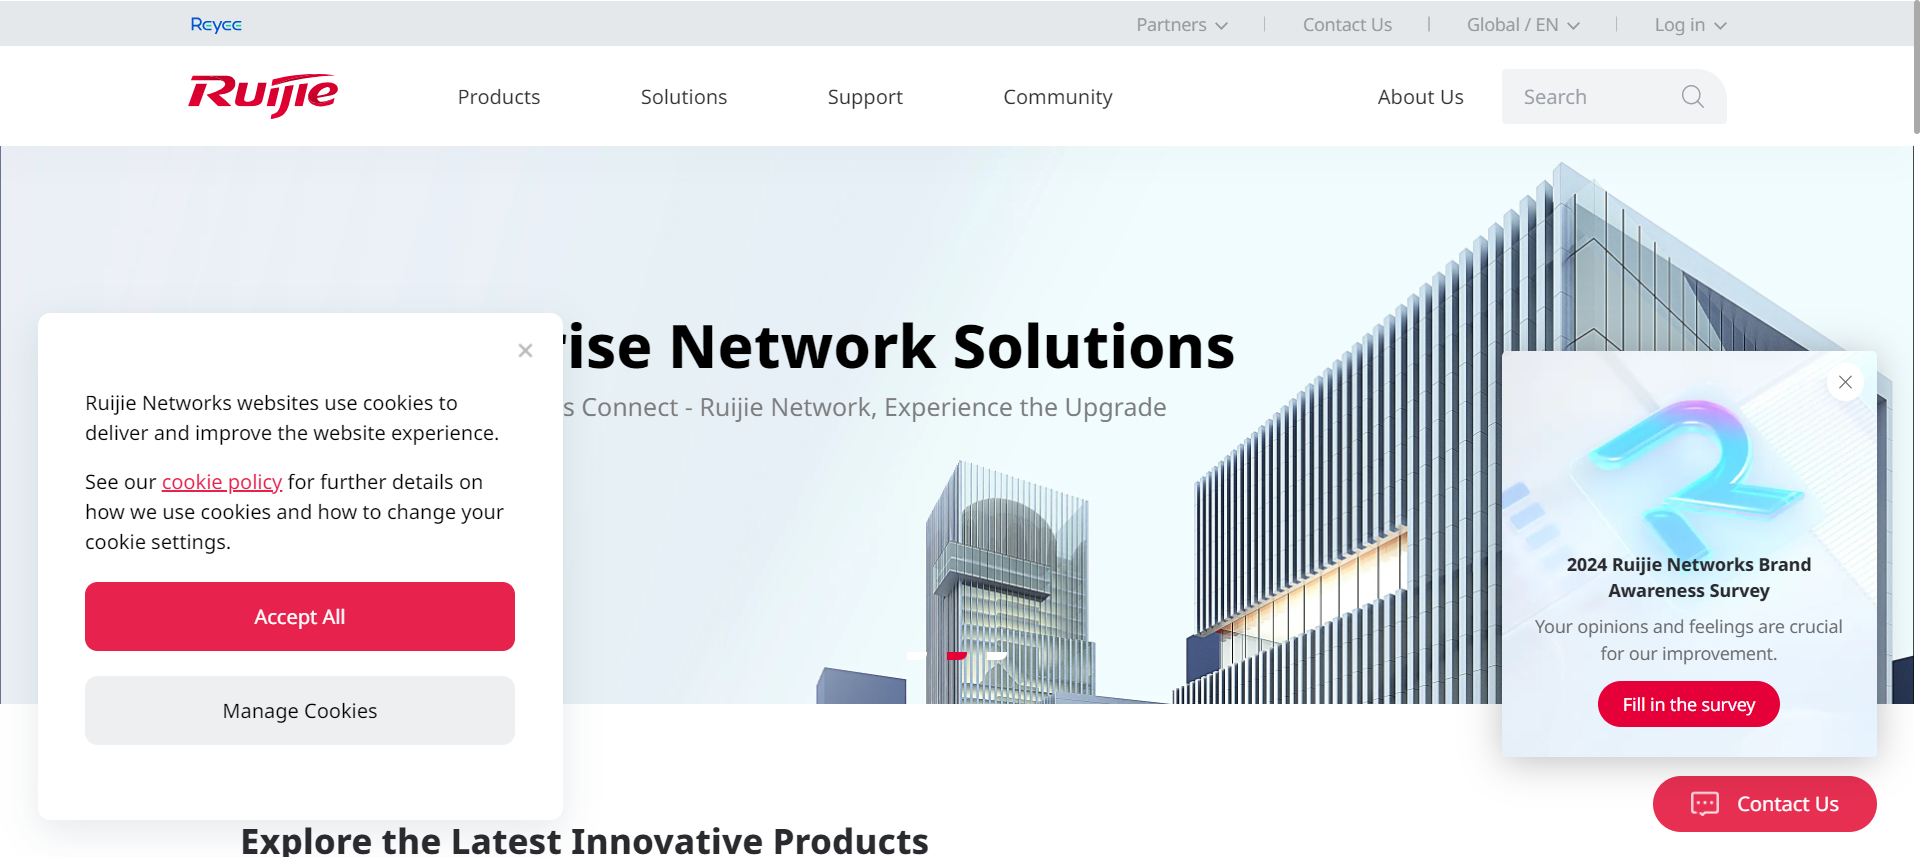 Reyee
Partners
Contact Us
Global / EN
Log in
Ruijie
Products
Solutions
Support
Community
About Us
Search
rise Network Solutions
s Connect - Ruijie Network, Experience the Upgrade
Ruijie Networks websites use cookies to
deliver and improve the website experience.
See our cookie policy for further details on
how we use cookies and how to change your
cookie settings.
Accept All
Manage Cookies
2024 Ruijie Networks Brand
Awareness Survey
Your opinions and feelings are crucial
for our improvement.
Fill in the survey
Contact Us
Explore the Latest Innovative Products